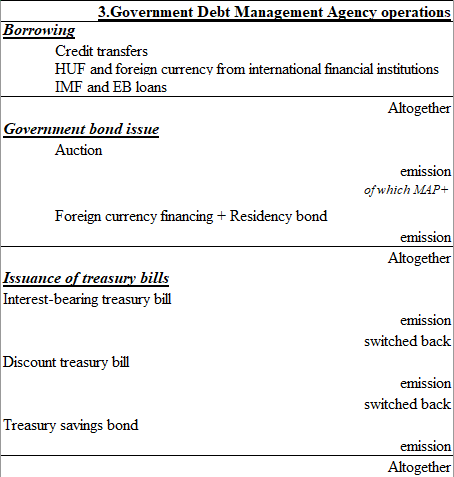 3.Government Debt Management Agency operations
Borrowing
Credit transfers
HUF and foreign currency from international financial institutions
IMF and EB loans
Altogether
Government bond issue
Auction
emission
of which MAP+
Foreign currency financing + Residency bond
emission
Altogether
Issuance of treasury bills
Interest-bearing treasury bill
emission
switched back
Discount treasury bill
emission
switched back
Treasury savings bond
emission
Altogether